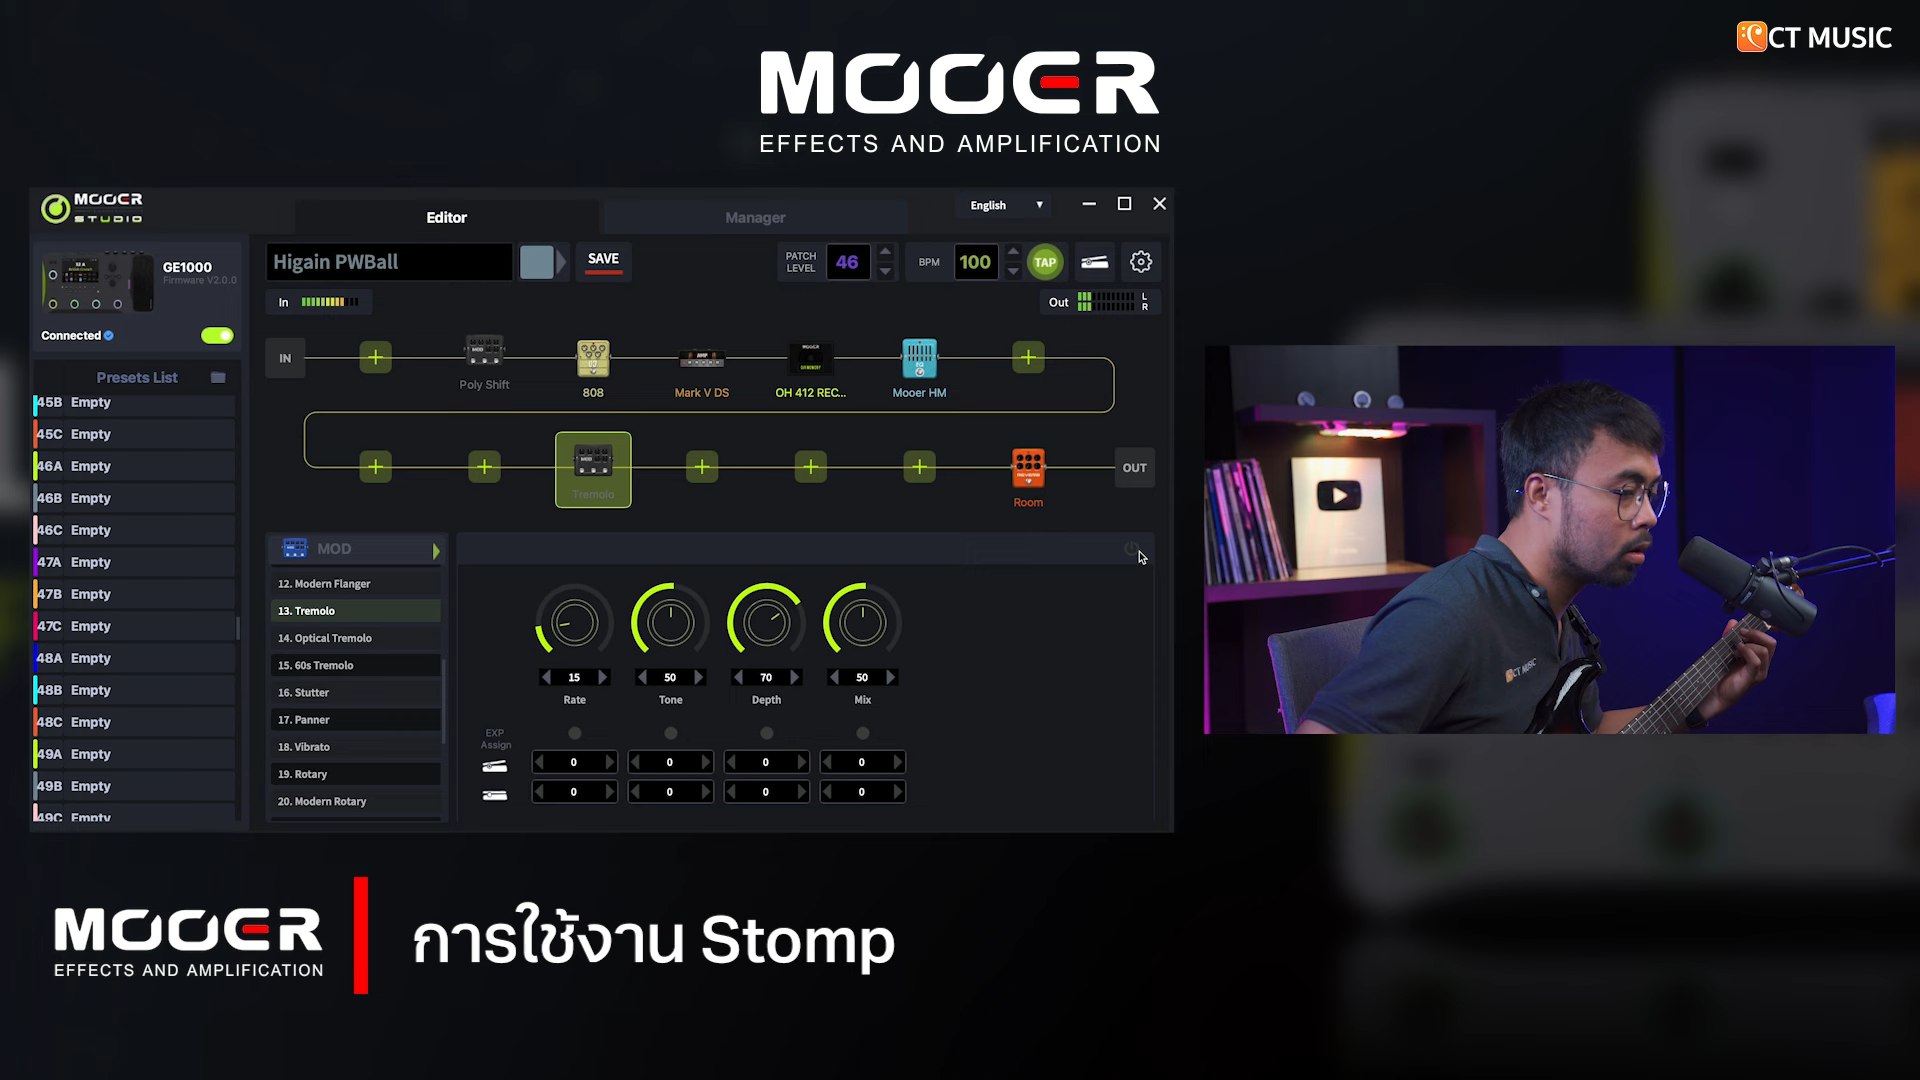 CT MUSIC
MOOER
EFFECTS AND AMPLIFICATION
MOOER
STUDIO
Editor
Manager
English
GE1000
Firmware V2.0.0
Connected
Higain PWBall
SAVE
PATCH
LEVEL
46
BPM
100
TAP
In
Out
L
R
Presets List
45B Empty
45C Empty
46A Empty
46B Empty
46C Empty
47A Empty
47B Empty
47C Empty
48A Empty
48B Empty
48C Empty
49A Empty
49B Empty
49C Empty
IN
Poly Shift
808
Mark V DS
OH 412 REC...
Mooer HM
Tremolo
Room
OUT
MOD
12. Modern Flanger
13. Tremolo
14. Optical Tremolo
15. 60s Tremolo
16. Stutter
17. Panner
18. Vibrato
19. Rotary
20. Modern Rotary
15
50
70
50
Rate
Tone
Depth
Mix
EXP
Assign
0
0
0
0
0
0
0
0
CT MUSIC
MOOER
EFFECTS AND AMPLIFICATION
การใช้งาน Stomp